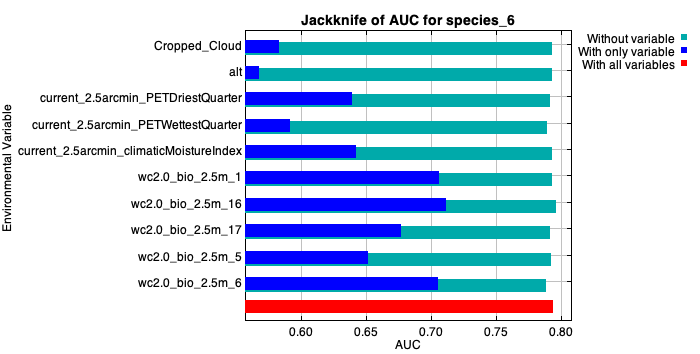 Jackknife of AUC for species_6
Without variable
With only variable
With all variables
Environmental Variable
Cropped_Cloud
alt
current_2.5arcmin_PETDriestQuarter
current_2.5arcmin_PETWettestQuarter
current_2.5arcmin_climaticMoistureIndex
wc2.0_bio_2.5m_1
wc2.0_bio_2.5m_16
wc2.0_bio_2.5m_17
wc2.0_bio_2.5m_5
wc2.0_bio_2.5m_6
0.60 0.65 0.70 0.75 0.80
AUC